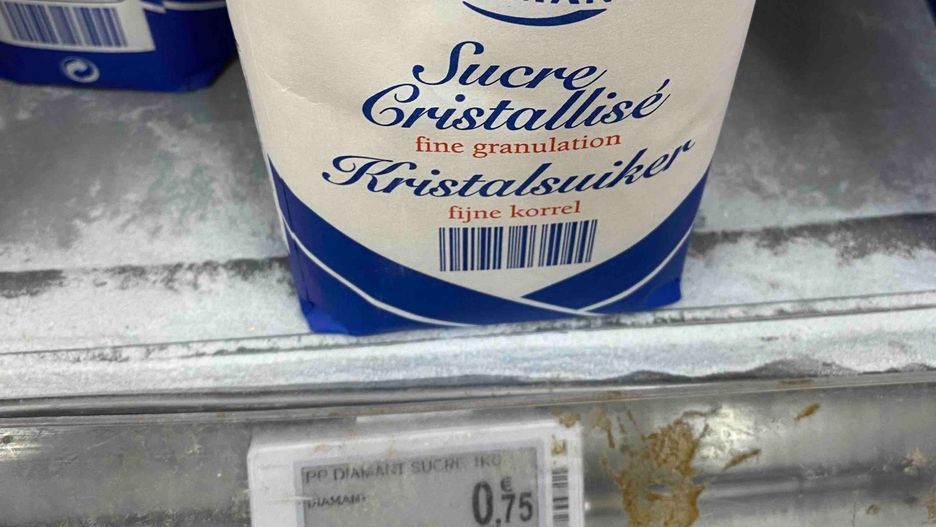 Sucre
Cristallisé
fine granulation
Kristalsuiker
fijne korrel
PP DIAMANT SUCRE 1KG
€
0,75